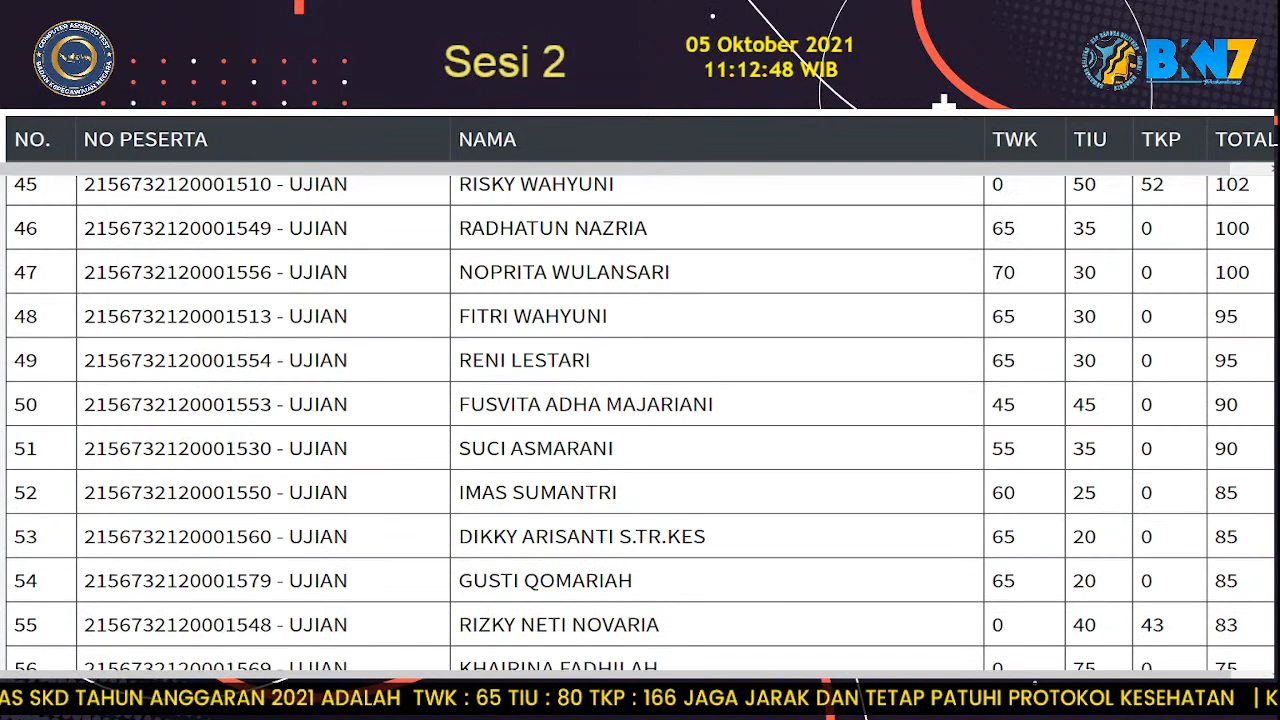 COMPUTER ASSISTED TEST
BADAN KEPEGAWAIAN NEGARA
Sesi 2
05 Oktober 2021
11:12:48 WIB
BKN7
NO. NO PESERTA NAMA TWK TIU TKP TOTAL
45 2156732120001510 - UJIAN RISKY WAHYUNI 0 50 52 102
46 2156732120001549 - UJIAN RADHATUN NAZRIA 65 35 0 100
47 2156732120001556 - UJIAN NOPRITA WULANSARI 70 30 0 100
48 2156732120001513 - UJIAN FITRI WAHYUNI 65 30 0 95
49 2156732120001554 - UJIAN RENI LESTARI 65 30 0 95
50 2156732120001553 - UJIAN FUSVITA ADHA MAJARIANI 45 45 0 90
51 2156732120001530 - UJIAN SUCI ASMARANI 55 35 0 90
52 2156732120001550 - UJIAN IMAS SUMANTRI 60 25 0 85
53 2156732120001560 - UJIAN DIKKY ARISANTI S.TR.KES 65 20 0 85
54 2156732120001579 - UJIAN GUSTI QOMARIAH 65 20 0 85
55 2156732120001548 - UJIAN RIZKY NETI NOVARIA 0 40 43 83
56 2156732120001569 - UJIAN KHAIRINA FADHILAH 0 75 0 75
AS SKD TAHUN ANGGARAN 2021 ADALAH TWK : 65 TIU : 80 TKP : 166 JAGA JARAK DAN TETAP PATUHI PROTOKOL KESEHATAN | K